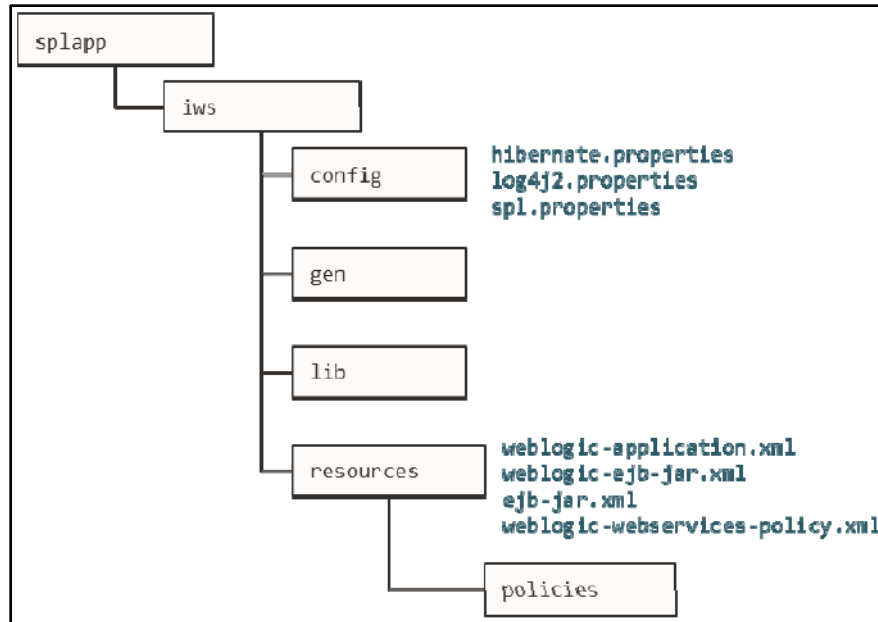 splapp
iws
config
hibernate.properties
log4j2.properties
spl.properties
gen
lib
resources
weblogic-application.xml
weblogic-ejb-jar.xml
ejb-jar.xml
weblogic-webservices-policy.xml
policies